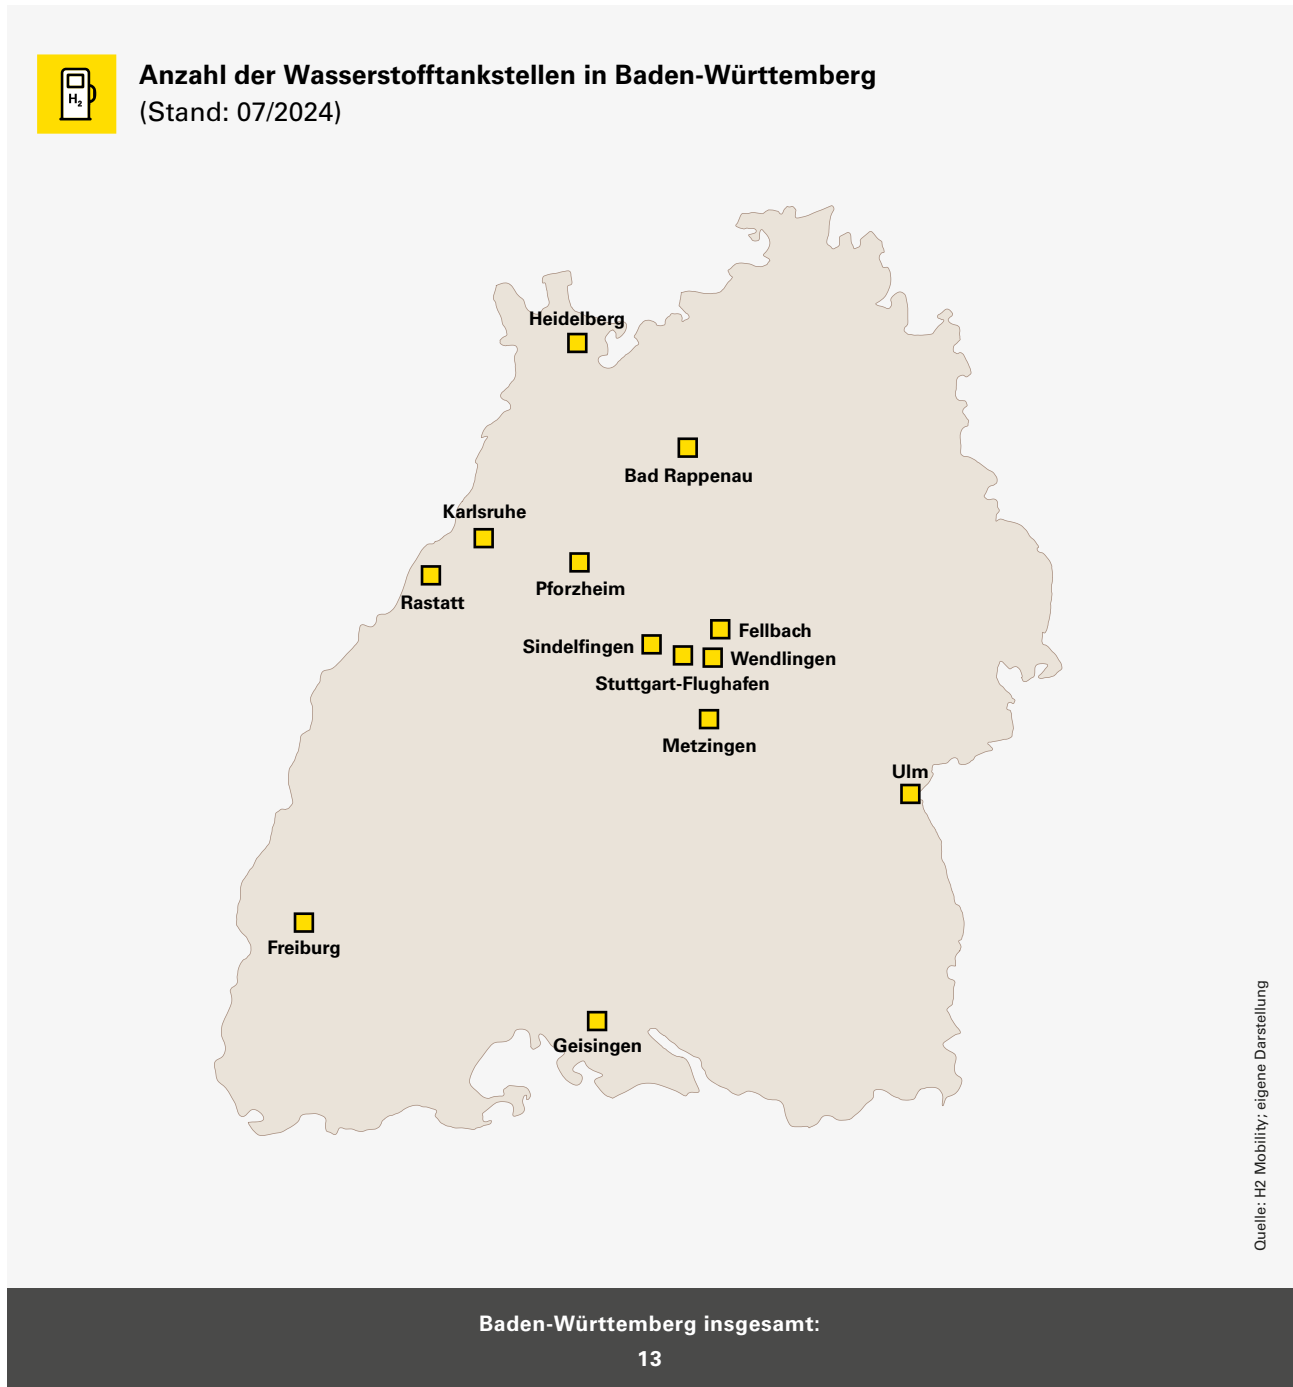 H2
Anzahl der Wasserstofftankstellen in Baden-Württemberg
(Stand: 07/2024)
Heidelberg
Bad Rappenau
Karlsruhe
Pforzheim
Rastatt
Fellbach
Sindelfingen
Wendlingen
Stuttgart-Flughafen
Metzingen
Ulm
Freiburg
Geisingen
Quelle: H2 Mobility; eigene Darstellung
Baden-Württemberg insgesamt:
13